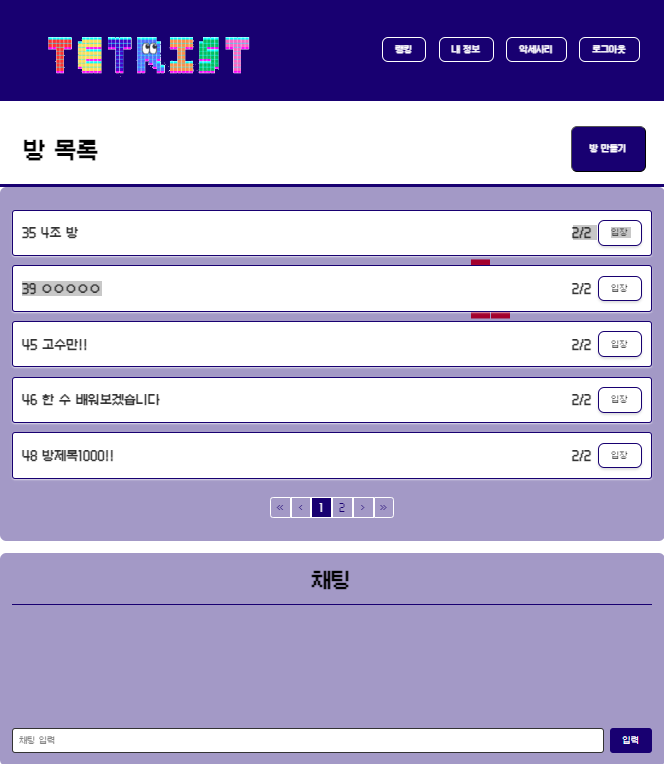 TETRIST
랭킹 내 정보 악세사리 로그아웃
방 목록
방 만들기
35 4조 방 2/2 입장
39 ㅇㅇㅇㅇㅇ 2/2 입장
45 고수만!! 2/2 입장
46 한 수 배워보겠습니다 2/2 입장
48 방제목1000!! 2/2 입장
« ‹ 1 2 › »
채팅
채팅 입력 입력